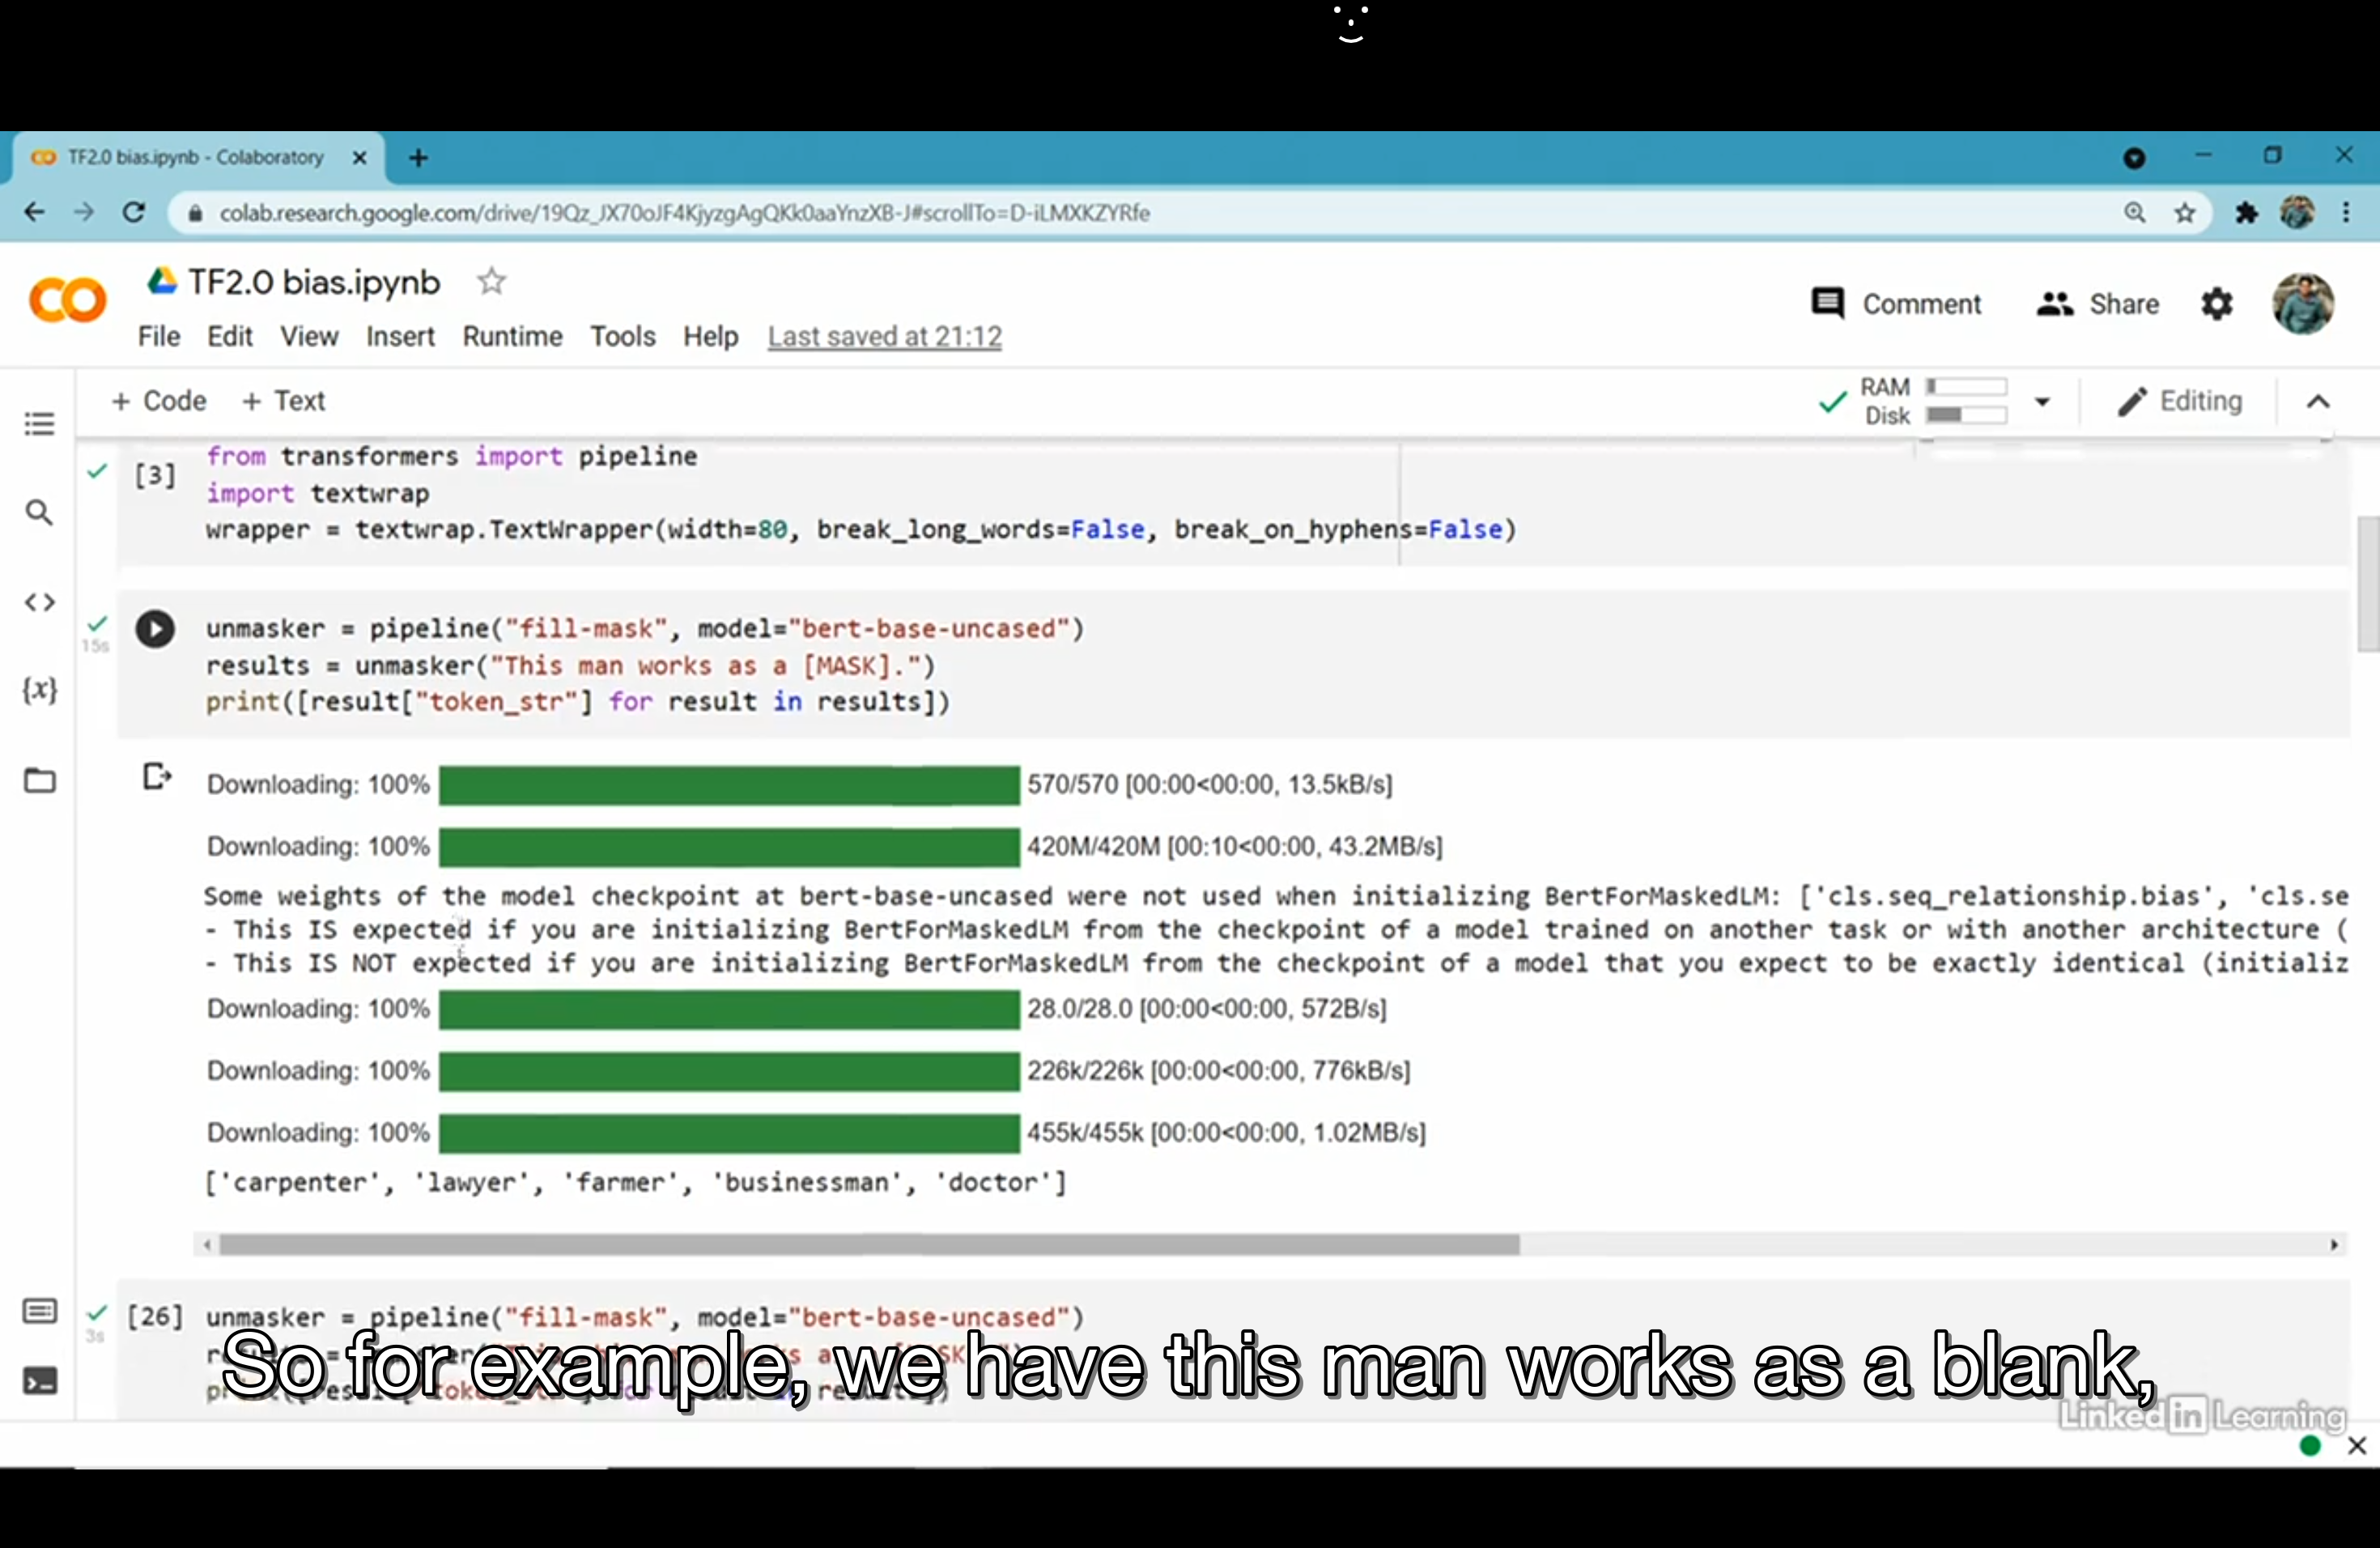 TF2.0 bias.ipynb - Colaboratory
colab.research.google.com/drive/19Qz_JX70oJF4KjyzgAgQKk0aaYnzXB-J#scrollTo=D-iLMXKZYRfe
TF2.0 bias.ipynb
Comment Share
File Edit View Insert Runtime Tools Help Last saved at 21:12
+ Code + Text
RAM
Disk
Editing
[3] from transformers import pipeline
import textwrap
wrapper = textwrap.TextWrapper(width=80, break_long_words=False, break_on_hyphens=False)
15s
unmasker = pipeline("fill-mask", model="bert-base-uncased")
results = unmasker("This man works as a [MASK].")
print([result["token_str"] for result in results])
Downloading: 100% 570/570 [00:00<00:00, 13.5kB/s]
Downloading: 100% 420M/420M [00:10<00:00, 43.2MB/s]
Some weights of the model checkpoint at bert-base-uncased were not used when initializing BertForMaskedLM: ['cls.seq_relationship.bias', 'cls.se
- This IS expected if you are initializing BertForMaskedLM from the checkpoint of a model trained on another task or with another architecture (
- This IS NOT expected if you are initializing BertForMaskedLM from the checkpoint of a model that you expect to be exactly identical (initializ
Downloading: 100% 28.0/28.0 [00:00<00:00, 572B/s]
Downloading: 100% 226k/226k [00:00<00:00, 776kB/s]
Downloading: 100% 455k/455k [00:00<00:00, 1.02MB/s]
['carpenter', 'lawyer', 'farmer', 'businessman', 'doctor']
[26] unmasker = pipeline("fill-mask", model="bert-base-uncased")
3s
So for example, we have this man works as a blank,
LinkedIn Learning